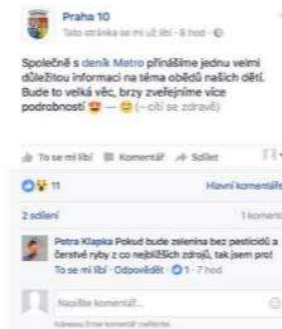 Praha 10
Tato stránka se mi už líbí · 8 hod ·
Společně s deník Metro přinášíme jednu velmi
důležitou informaci na téma obědů našich dětí.
Bude to velká věc, brzy zveřejníme více
podrobností 😍 — 😊 (- cítí se zdravě)
To se mi líbí Komentář Sdílet
11 Hlavní komentáře
2 sdílení 1 komentář
Petra Klapka Pokud bude zelenina bez pesticidů a
čerstvé ryby z co nejbližších zdrojů, tak jsem pro!
To se mi líbí · Odpovědět · 1 · 7 hod
Napište komentář...